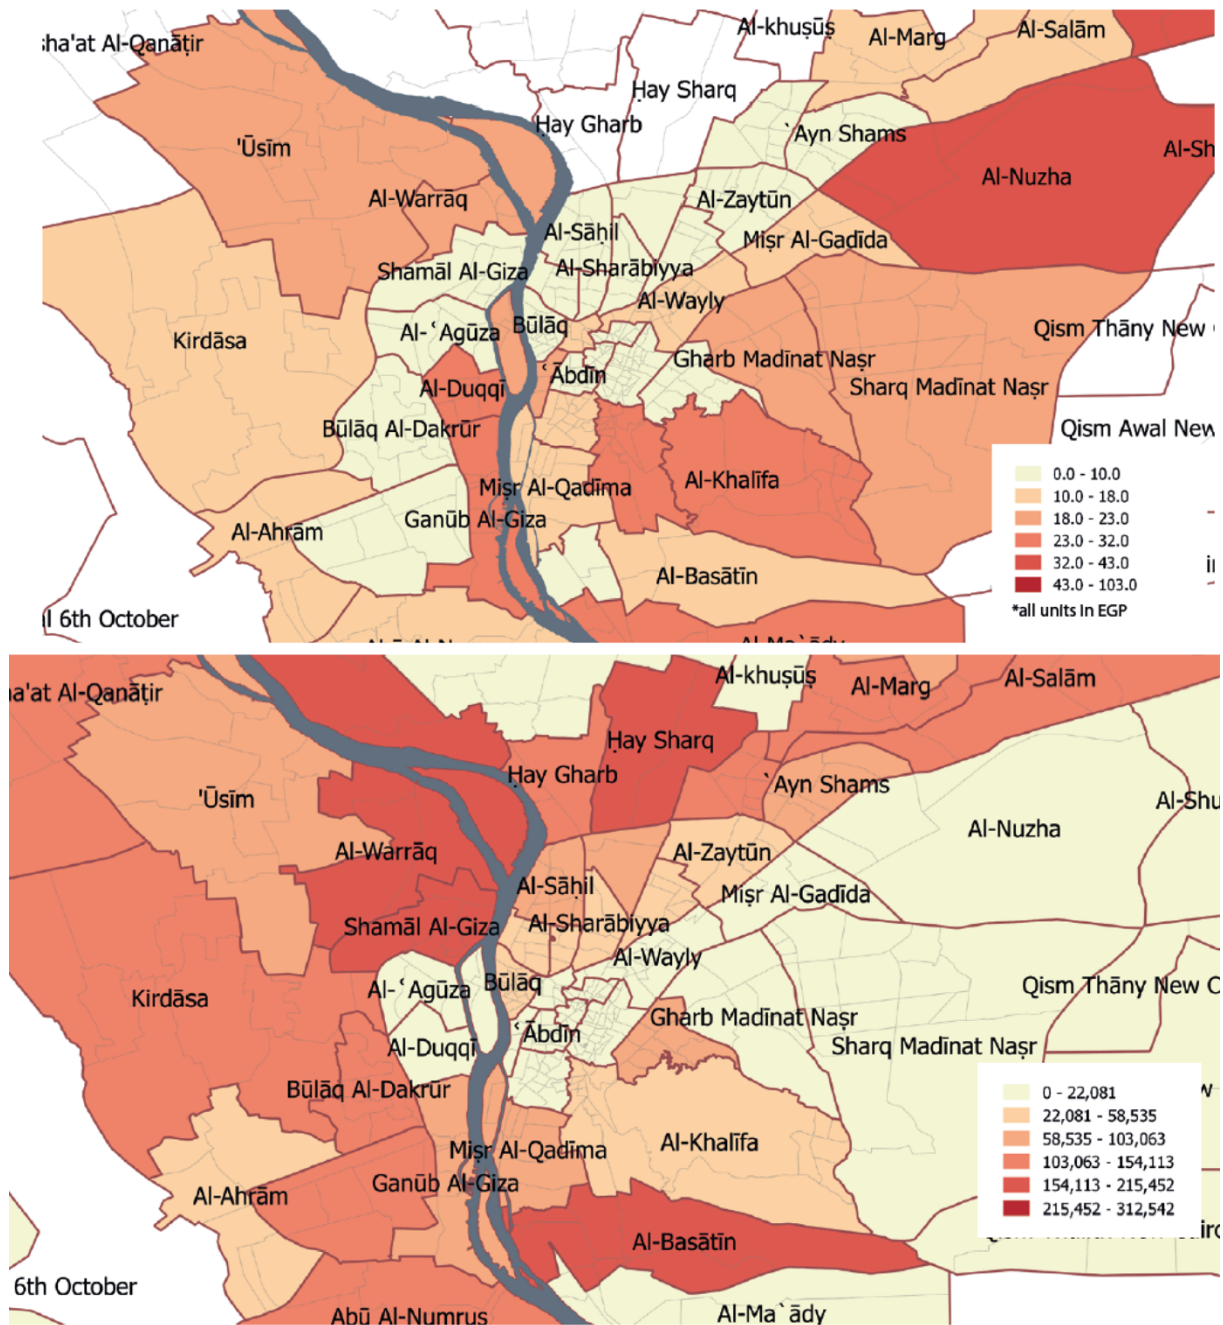 sha'at Al-Qanāṭir
Al-khuṣūṣ
Al-Marg
Al-Salām
Ḥay Sharq
Ḥay Gharb
`Ayn Shams
'Ūsīm
Al-Sh
Al-Nuzha
Al-Warrāq
Al-Zaytūn
Al-Sāḥil
Miṣr Al-Gadīda
Shamāl Al-Giza
Al-Sharābiyya
Al-Wayly
Kirdāsa
Al-ʿAgūza
Būlāq
Qism Thāny New
Gharb Madīnat Naṣr
ʿĀbdīn
Al-Duqqī
Sharq Madīnat Naṣr
Būlāq Al-Dakrūr
Qism Awal New
Al-Khalīfa
Miṣr Al-Qadīma
Ganūb Al-Giza
Al-Ahrām
Al-Basātīn
0.0 - 10.0
10.0 - 18.0
18.0 - 23.0
23.0 - 32.0
32.0 - 43.0
43.0 - 103.0
*all units in EGP
l 6th October
Al-Ma`ādy
na'at Al-Qanāṭir
Al-khuṣūṣ
Al-Marg
Al-Salām
Ḥay Sharq
Ḥay Gharb
`Ayn Shams
'Ūsīm
Al-Shu
Al-Nuzha
Al-Warrāq
Al-Zaytūn
Al-Sāḥil
Miṣr Al-Gadīda
Shamāl Al-Giza
Al-Sharābiyya
Al-Wayly
Kirdāsa
Al-ʿAgūza
Būlāq
Qism Thāny New C
Gharb Madīnat Naṣr
ʿĀbdīn
Al-Duqqī
Sharq Madīnat Naṣr
Būlāq Al-Dakrūr
w
Al-Khalīfa
Miṣr Al-Qadīma
Ganūb Al-Giza
Al-Ahrām
Al-Basātīn
0 - 22,081
22,081 - 58,535
58,535 - 103,063
103,063 - 154,113
154,113 - 215,452
215,452 - 312,542
6th October
Abū Al-Numrus
Al-Ma`ādy